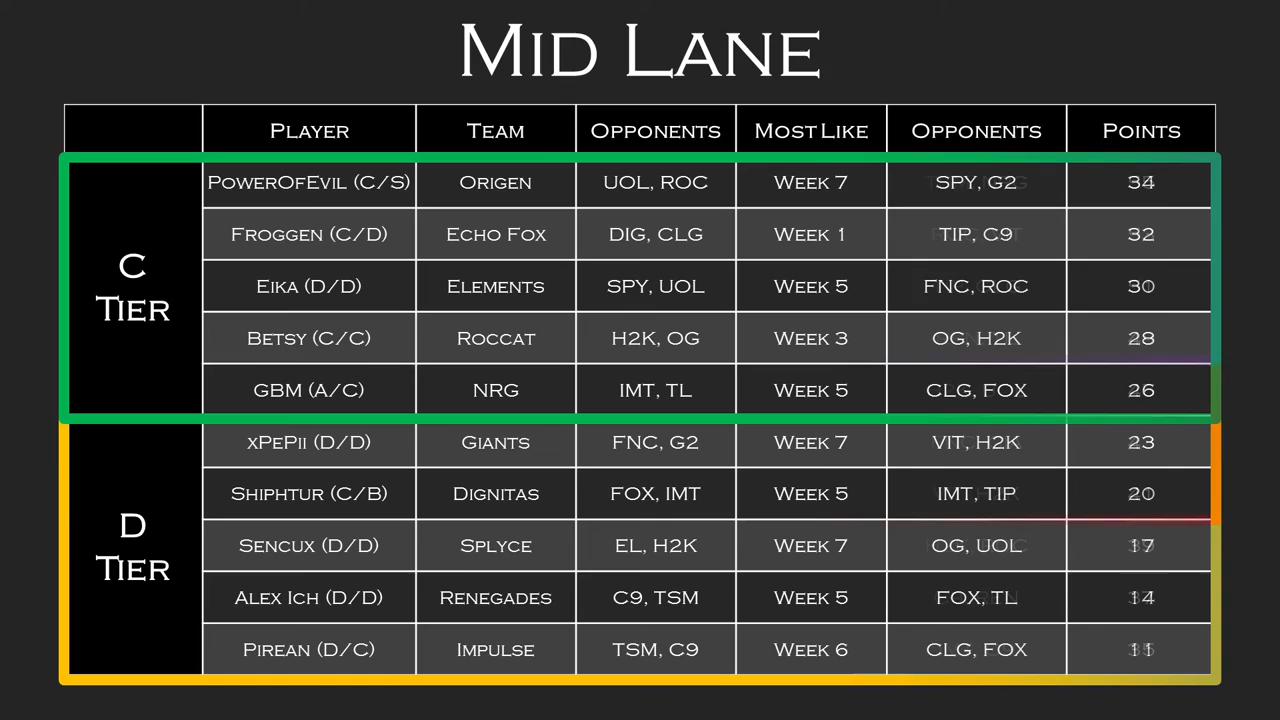 Mid Lane
Player Team Opponents Most Like Opponents Points
C Tier
PowerOfEvil (C/S) Origen UOL, ROC Week 7 SPY, G2 34
Froggen (C/D) Echo Fox DIG, CLG Week 1 TIP, C9 32
Eika (D/D) Elements SPY, UOL Week 5 FNC, ROC 30
Betsy (C/C) Roccat H2K, OG Week 3 OG, H2K 28
GBM (A/C) NRG IMT, TL Week 5 CLG, FOX 26
D Tier
xPePii (D/D) Giants FNC, G2 Week 7 VIT, H2K 23
Shiphtur (C/B) Dignitas FOX, IMT Week 5 IMT, TIP 20
Sencux (D/D) Splyce EL, H2K Week 7 OG, UOL 17
Alex Ich (D/D) Renegades C9, TSM Week 5 FOX, TL 14
Pirean (D/C) Impulse TSM, C9 Week 6 CLG, FOX 11